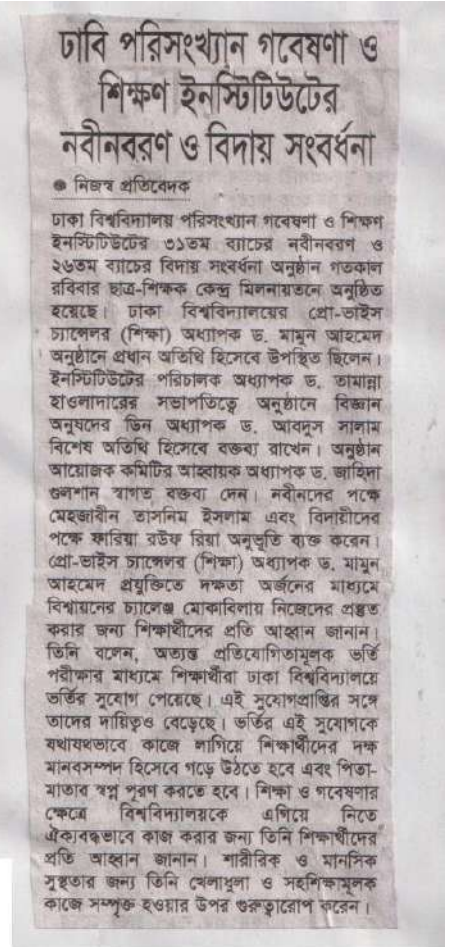 ঢাবি পরিসংখ্যান গবেষণা ও
শিক্ষণ ইনস্টিটিউটের
নবীনবরণ ও বিদায় সংবর্ধনা
● নিজস্ব প্রতিবেদক
ঢাকা বিশ্ববিদ্যালয় পরিসংখ্যান গবেষণা ও শিক্ষণ
ইনস্টিটিউটের ৩১তম ব্যাচের নবীনবরণ ও
২৬তম ব্যাচের বিদায় সংবর্ধনা অনুষ্ঠান গতকাল
রবিবার ছাত্র-শিক্ষক কেন্দ্র মিলনায়তনে অনুষ্ঠিত
হয়েছে। ঢাকা বিশ্ববিদ্যালয়ের প্রো-ভাইস
চ্যান্সেলর (শিক্ষা) অধ্যাপক ড. মামুন আহমেদ
অনুষ্ঠানে প্রধান অতিথি হিসেবে উপস্থিত ছিলেন।
ইনস্টিটিউটের পরিচালক অধ্যাপক ড. তামান্না
হাওলাদারের সভাপতিত্বে অনুষ্ঠানে বিজ্ঞান
অনুষদের ডিন অধ্যাপক ড. আবদুস সালাম
বিশেষ অতিথি হিসেবে বক্তব্য রাখেন। অনুষ্ঠান
আয়োজক কমিটির আহ্বায়ক অধ্যাপক ড. জাহিদা
গুলশান স্বাগত বক্তব্য দেন। নবীনদের পক্ষে
মেহজাবীন তাসনিম ইসলাম এবং বিদায়ীদের
পক্ষে ফারিয়া রউফ রিয়া অনুভূতি ব্যক্ত করেন।
প্রো-ভাইস চ্যান্সেলর (শিক্ষা) অধ্যাপক ড. মামুন
আহমেদ প্রযুক্তিতে দক্ষতা অর্জনের মাধ্যমে
বিশ্বায়নের চ্যালেঞ্জ মোকাবিলায় নিজেদের প্রস্তুত
করার জন্য শিক্ষার্থীদের প্রতি আহ্বান জানান।
তিনি বলেন, অত্যন্ত প্রতিযোগিতামূলক ভর্তি
পরীক্ষার মাধ্যমে শিক্ষার্থীরা ঢাকা বিশ্ববিদ্যালয়ে
ভর্তির সুযোগ পেয়েছে। এই সুযোগপ্রাপ্তির সঙ্গে
তাদের দায়িত্বও বেড়েছে। ভর্তির এই সুযোগকে
যথাযথভাবে কাজে লাগিয়ে শিক্ষার্থীদের দক্ষ
মানবসম্পদ হিসেবে গড়ে উঠতে হবে এবং পিতা-
মাতার স্বপ্ন পূরণ করতে হবে। শিক্ষা ও গবেষণার
ক্ষেত্রে বিশ্ববিদ্যালয়কে এগিয়ে নিতে
ঐক্যবদ্ধভাবে কাজ করার জন্য তিনি শিক্ষার্থীদের
প্রতি আহ্বান জানান। শারীরিক ও মানসিক
সুস্থতার জন্য তিনি খেলাধুলা ও সহশিক্ষামূলক
কাজে সম্পৃক্ত হওয়ার উপর গুরুত্বারোপ করেন।